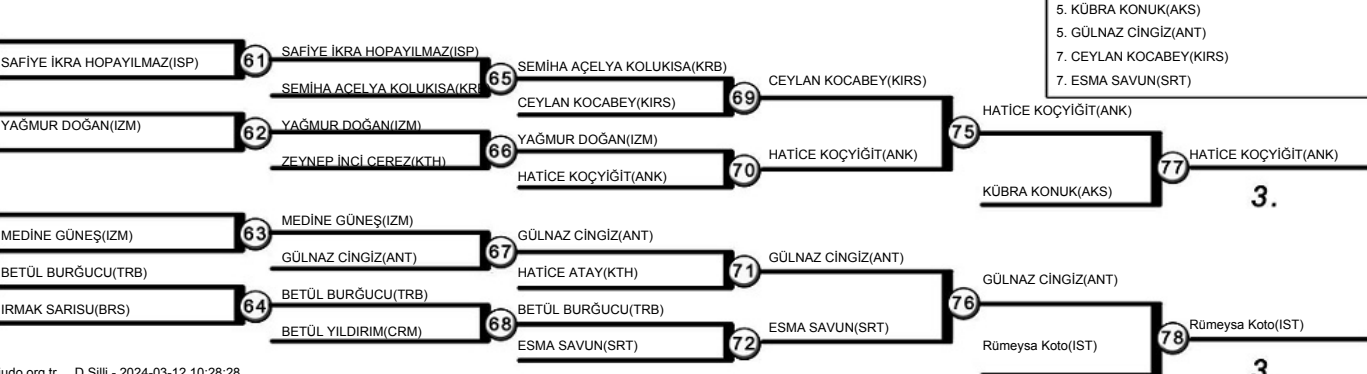 5. KÜBRA KONUK(AKS)
5. GÜLNAZ CİNGİZ(ANT)
7. CEYLAN KOCABEY(KIRS)
7. ESMA SAVUN(SRT)
SAFİYE İKRA HOPAYILMAZ(ISP)
61
SAFİYE İKRA HOPAYILMAZ(ISP)
SEMİHA AÇELYA KOLUKISA(KRB
65
SEMİHA AÇELYA KOLUKISA(KRB)
CEYLAN KOCABEY(KIRS)
69
CEYLAN KOCABEY(KIRS)
YAĞMUR DOĞAN(IZM)
62
YAĞMUR DOĞAN(IZM)
ZEYNEP İNCİ CEREZ(KTH)
66
YAĞMUR DOĞAN(IZM)
HATİCE KOÇYİĞİT(ANK)
70
HATİCE KOÇYİĞİT(ANK)
75
HATİCE KOÇYİĞİT(ANK)
KÜBRA KONUK(AKS)
77
HATİCE KOÇYİĞİT(ANK)
3.
MEDİNE GÜNEŞ(IZM)
63
MEDİNE GÜNEŞ(IZM)
GÜLNAZ CİNGİZ(ANT)
67
GÜLNAZ CİNGİZ(ANT)
HATİCE ATAY(KTH)
71
GÜLNAZ CİNGİZ(ANT)
BETÜL BURĞUCU(TRB)
IRMAK SARISU(BRS)
64
BETÜL BURĞUCU(TRB)
BETÜL YILDIRIM(CRM)
68
BETÜL BURĞUCU(TRB)
ESMA SAVUN(SRT)
72
ESMA SAVUN(SRT)
76
GÜLNAZ CİNGİZ(ANT)
Rümeysa Koto(IST)
78
Rümeysa Koto(IST)
3
judo.org.tr D.Silli - 2024-03-12 10:28:28